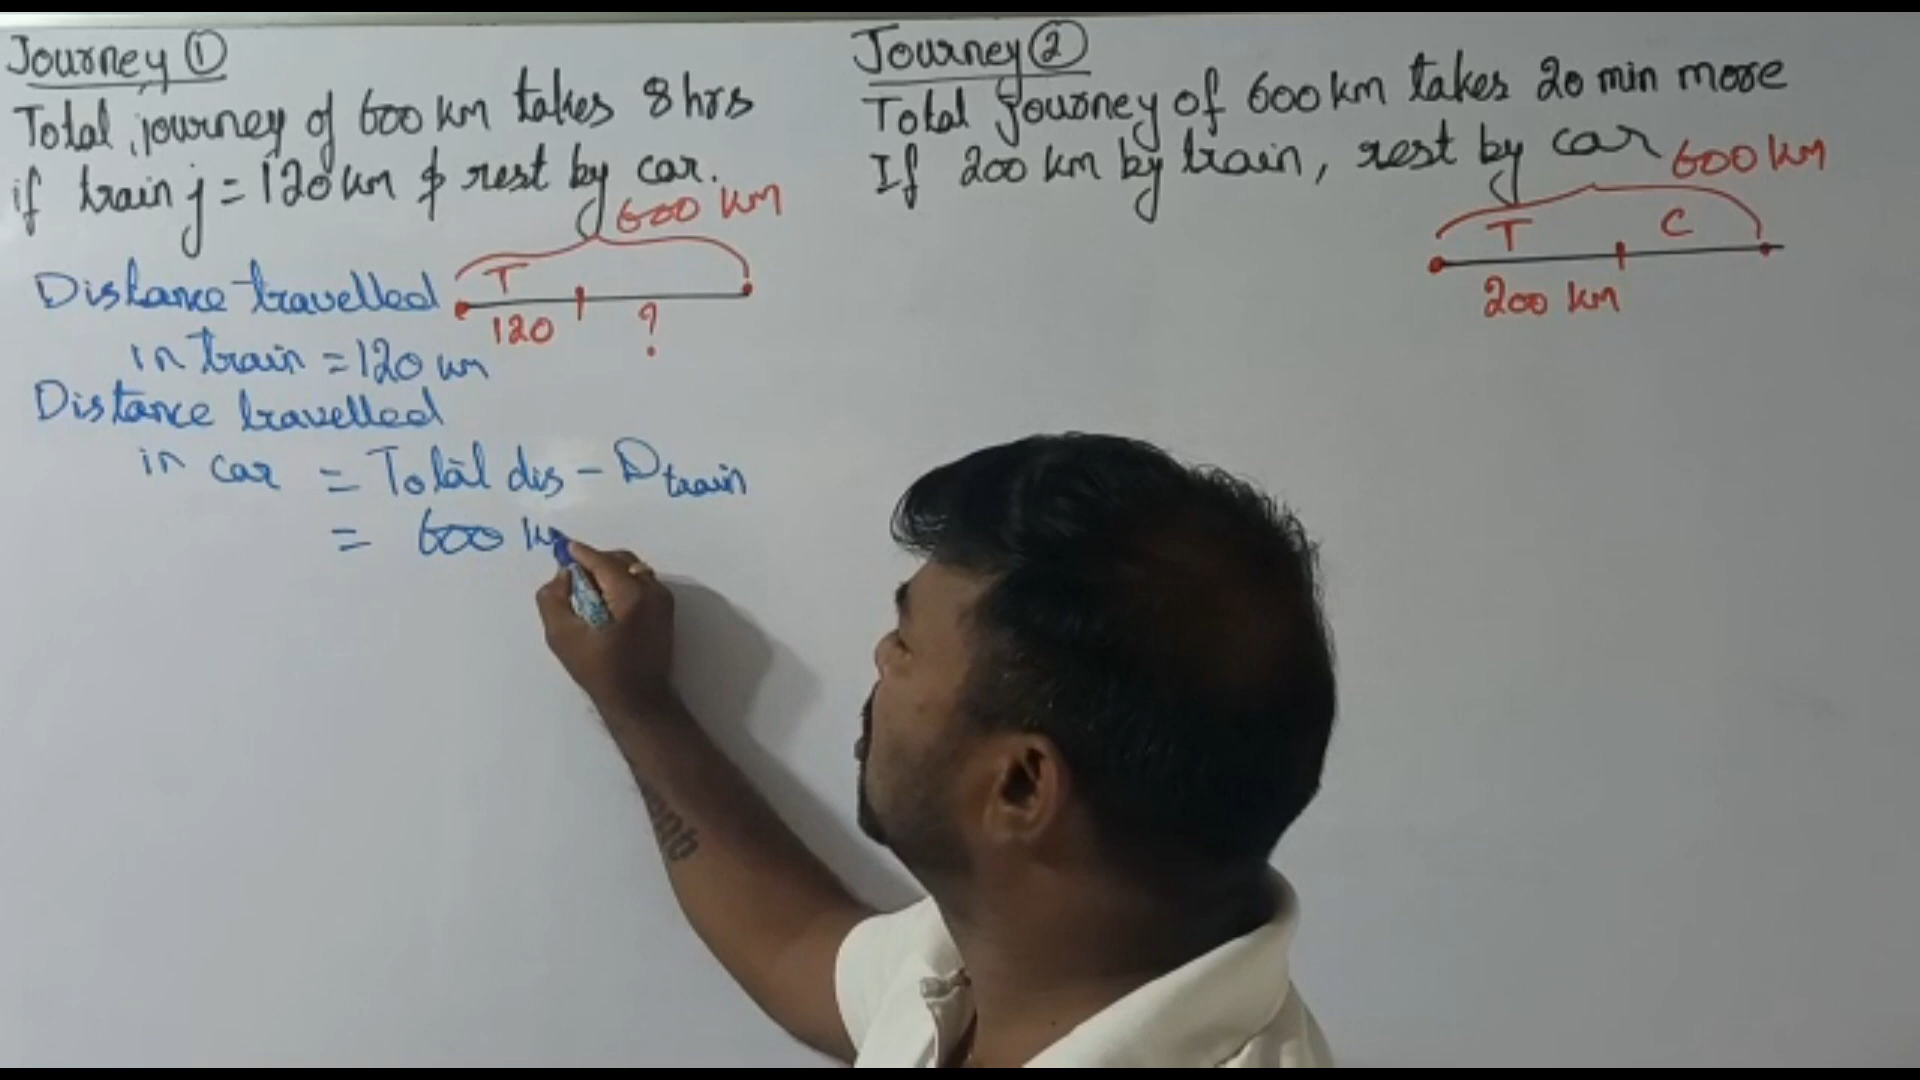 Journey ①
Total journey of 600 km takes 8 hrs
if train j = 120 km & rest by car.
600 km
T
120
?
Distance travelled
in train = 120 km
Distance travelled
in car = Total dis - Dtrain
= 600 km
Journey ②
Total journey of 600 km takes 20 min more
If 200 km by train, rest by car
600 km
T C
200 km